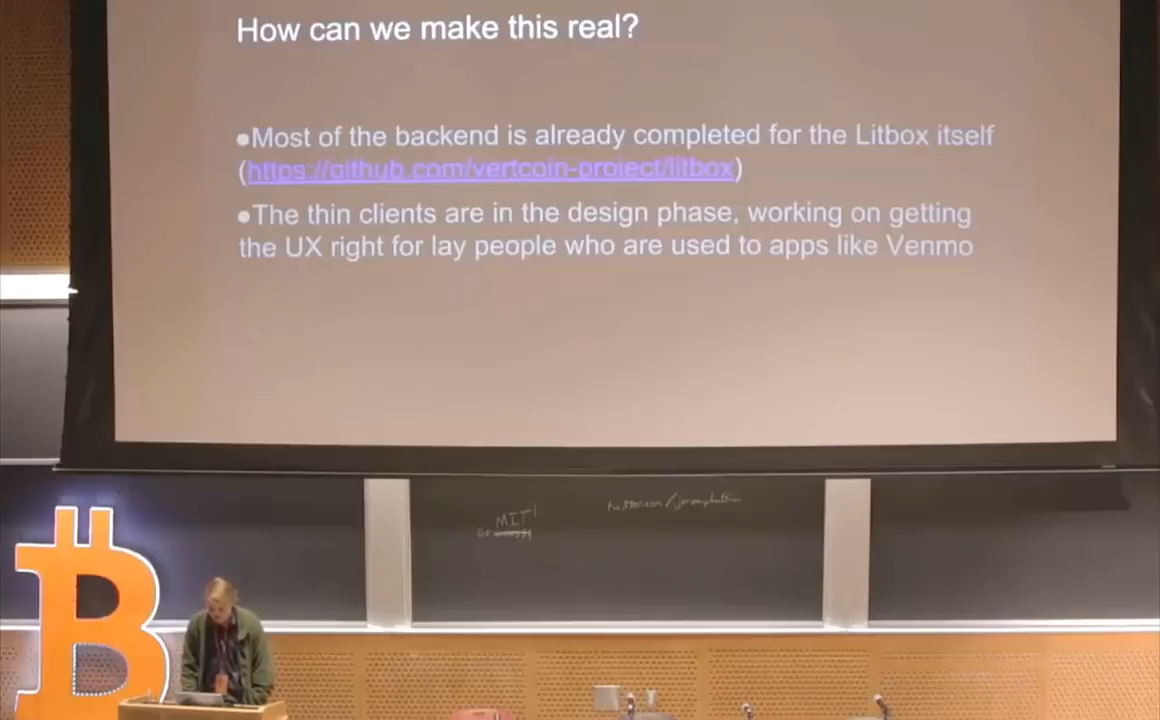 How can we make this real?
●Most of the backend is already completed for the Litbox itself
(https://github.com/vertcoin-project/litbox)
●The thin clients are in the design phase, working on getting
the UX right for lay people who are used to apps like Venmo
MIT!